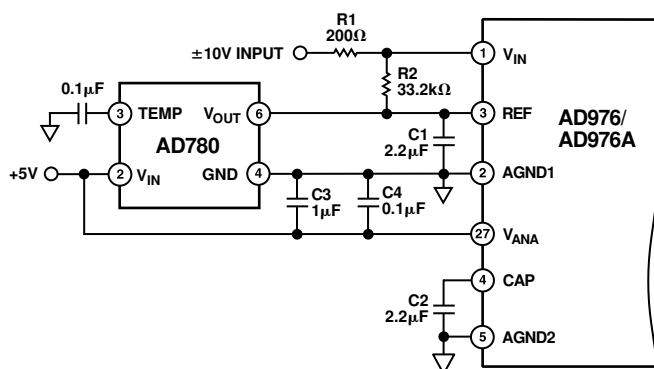 R1
200Ω
±10V INPUT
1 VIN
R2
33.2kΩ
0.1µF
3 TEMP
VOUT 6
3 REF
AD976/
AD976A
AD780
C1
2.2µF
+5V
2 VIN
GND 4
2 AGND1
C3
1µF
C4
0.1µF
27 VANA
4 CAP
C2
2.2µF
5 AGND2